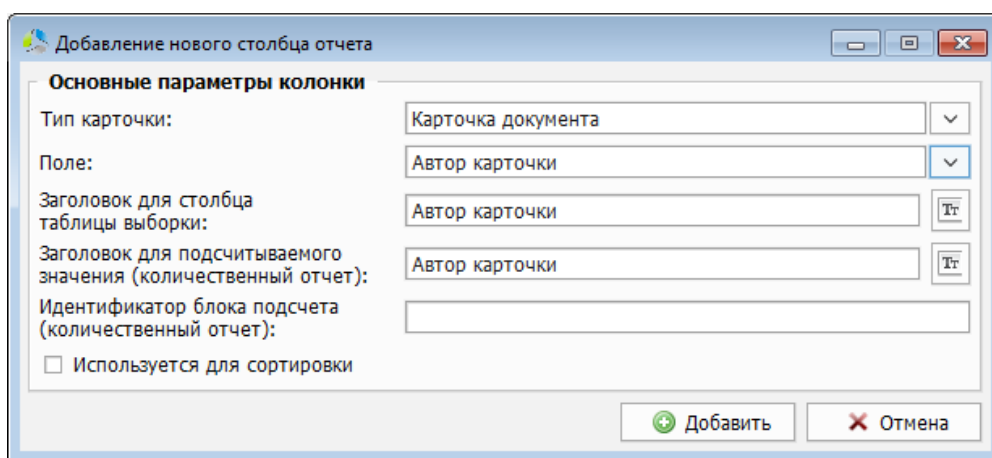 Добавление нового столбца отчета
Основные параметры колонки
Тип карточки:
Карточка документа
Поле:
Автор карточки
Заголовок для столбца
таблицы выборки:
Автор карточки
Tт
Заголовок для подсчитываемого
значения (количественный отчет):
Автор карточки
Tт
Идентификатор блока подсчета
(количественный отчет):
Используется для сортировки
Добавить
Отмена